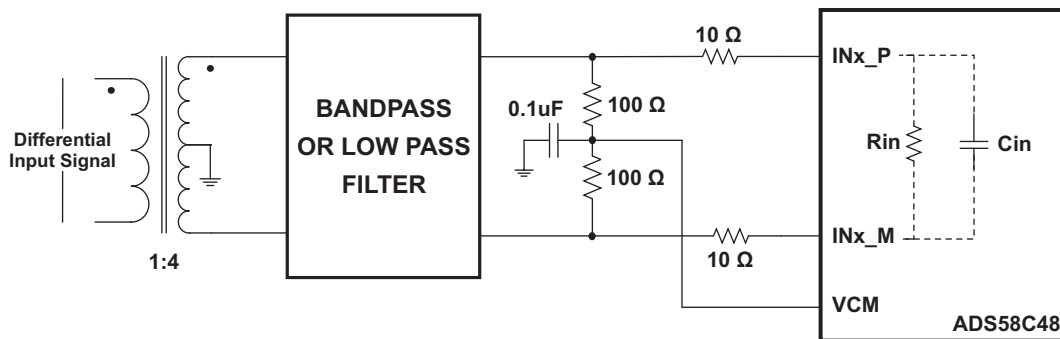 Differential
Input Signal
1:4
BANDPASS
OR LOW PASS
FILTER
0.1uF
100 Ω
100 Ω
10 Ω
10 Ω
INx_P
Rin
Cin
INx_M
VCM
ADS58C48